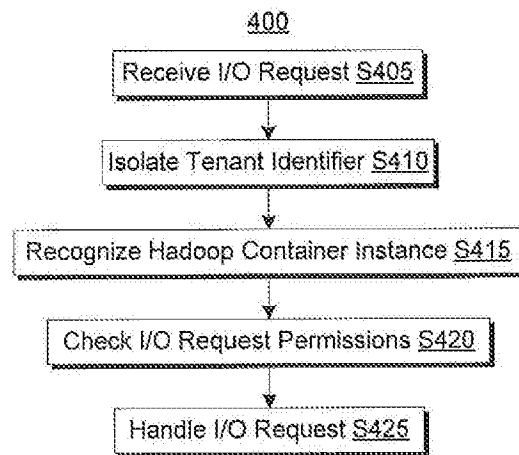 400
Receive I/O Request S405
Isolate Tenant Identifier S410
Recognize Hadoop Container Instance S415
Check I/O Request Permissions S420
Handle I/O Request S425